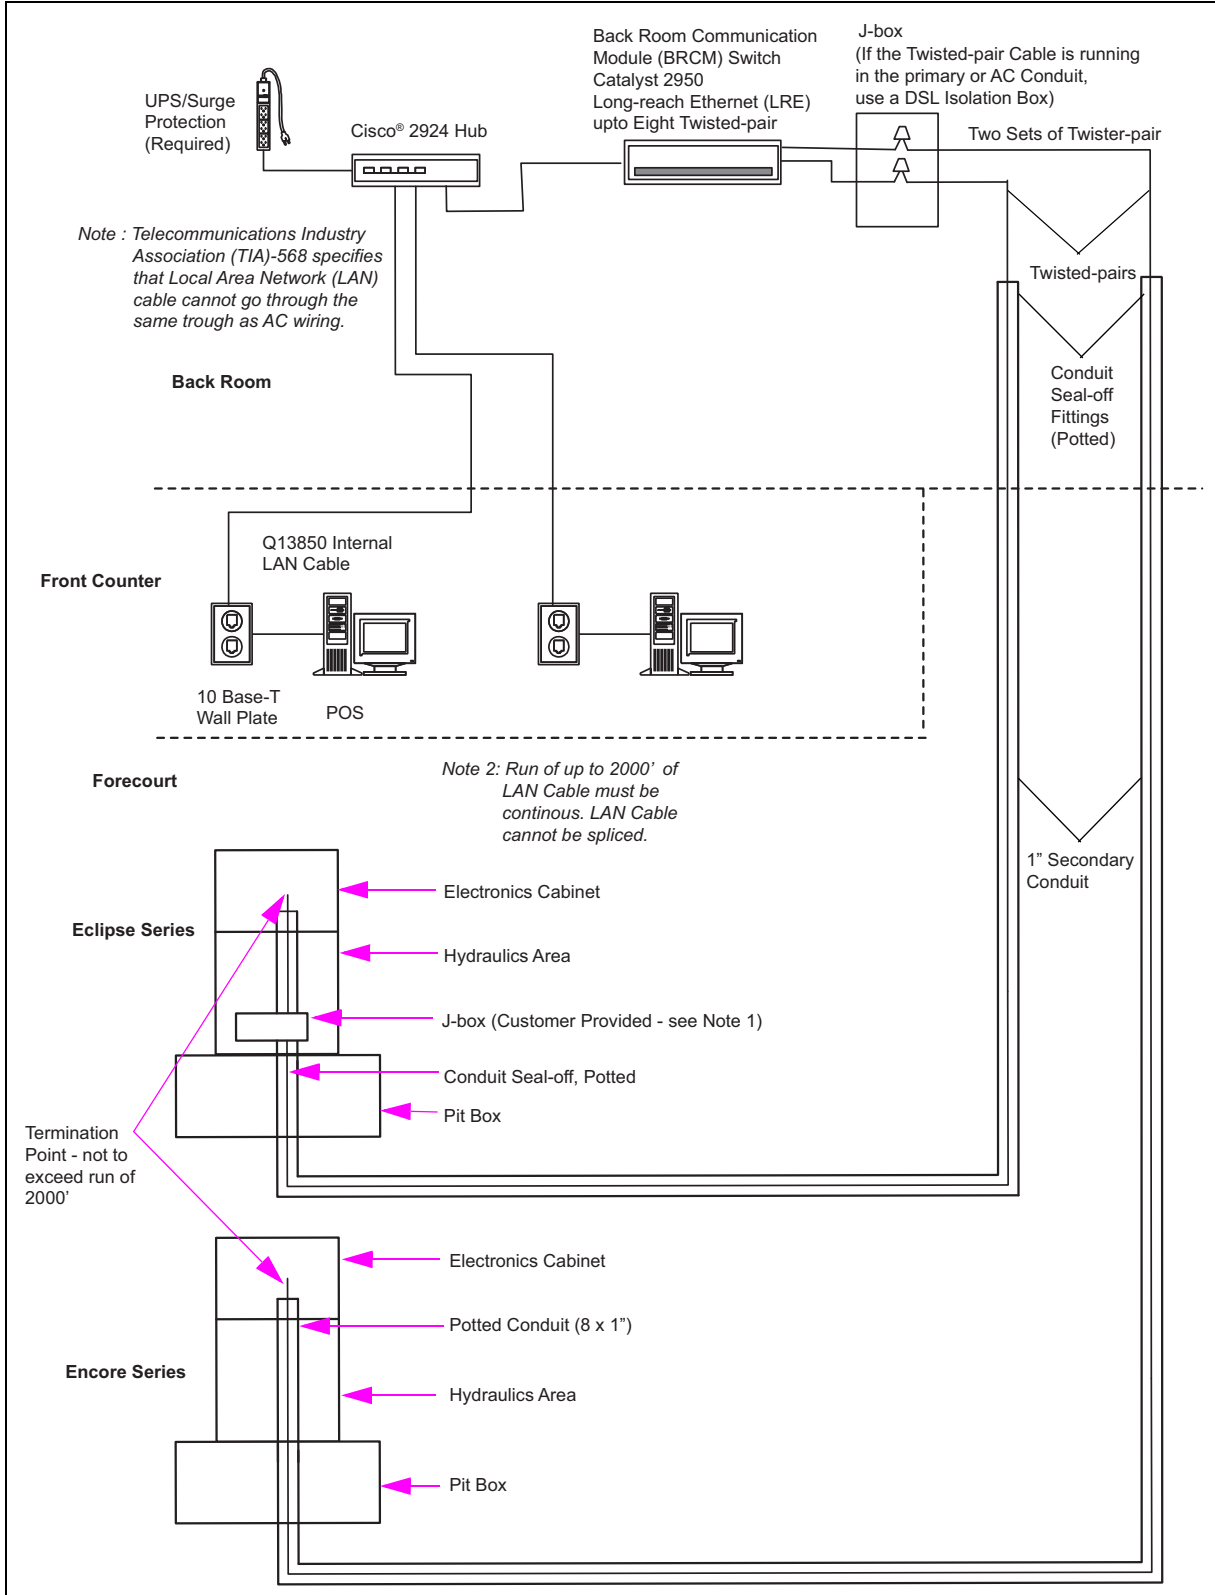 Back Room Communication
Module (BRCM) Switch
Catalyst 2950
Long-reach Ethernet (LRE)
upto Eight Twisted-pair
J-box
(If the Twisted-pair Cable is running
in the primary or AC Conduit,
use a DSL Isolation Box)
UPS/Surge
Protection
(Required)
Cisco® 2924 Hub
Two Sets of Twister-pair
Note : Telecommunications Industry
Association (TIA)-568 specifies
that Local Area Network (LAN)
cable cannot go through the
same trough as AC wiring.
Twisted-pairs
Back Room
Conduit
Seal-off
Fittings
(Potted)
Q13850 Internal
LAN Cable
Front Counter
10 Base-T
Wall Plate
POS
Forecourt
Note 2: Run of up to 2000’ of
LAN Cable must be
continous. LAN Cable
cannot be spliced.
1” Secondary
Conduit
Electronics Cabinet
Eclipse Series
Hydraulics Area
J-box (Customer Provided - see Note 1)
Conduit Seal-off, Potted
Pit Box
Termination
Point - not to
exceed run of
2000’
Electronics Cabinet
Potted Conduit (8 x 1”)
Encore Series
Hydraulics Area
Pit Box